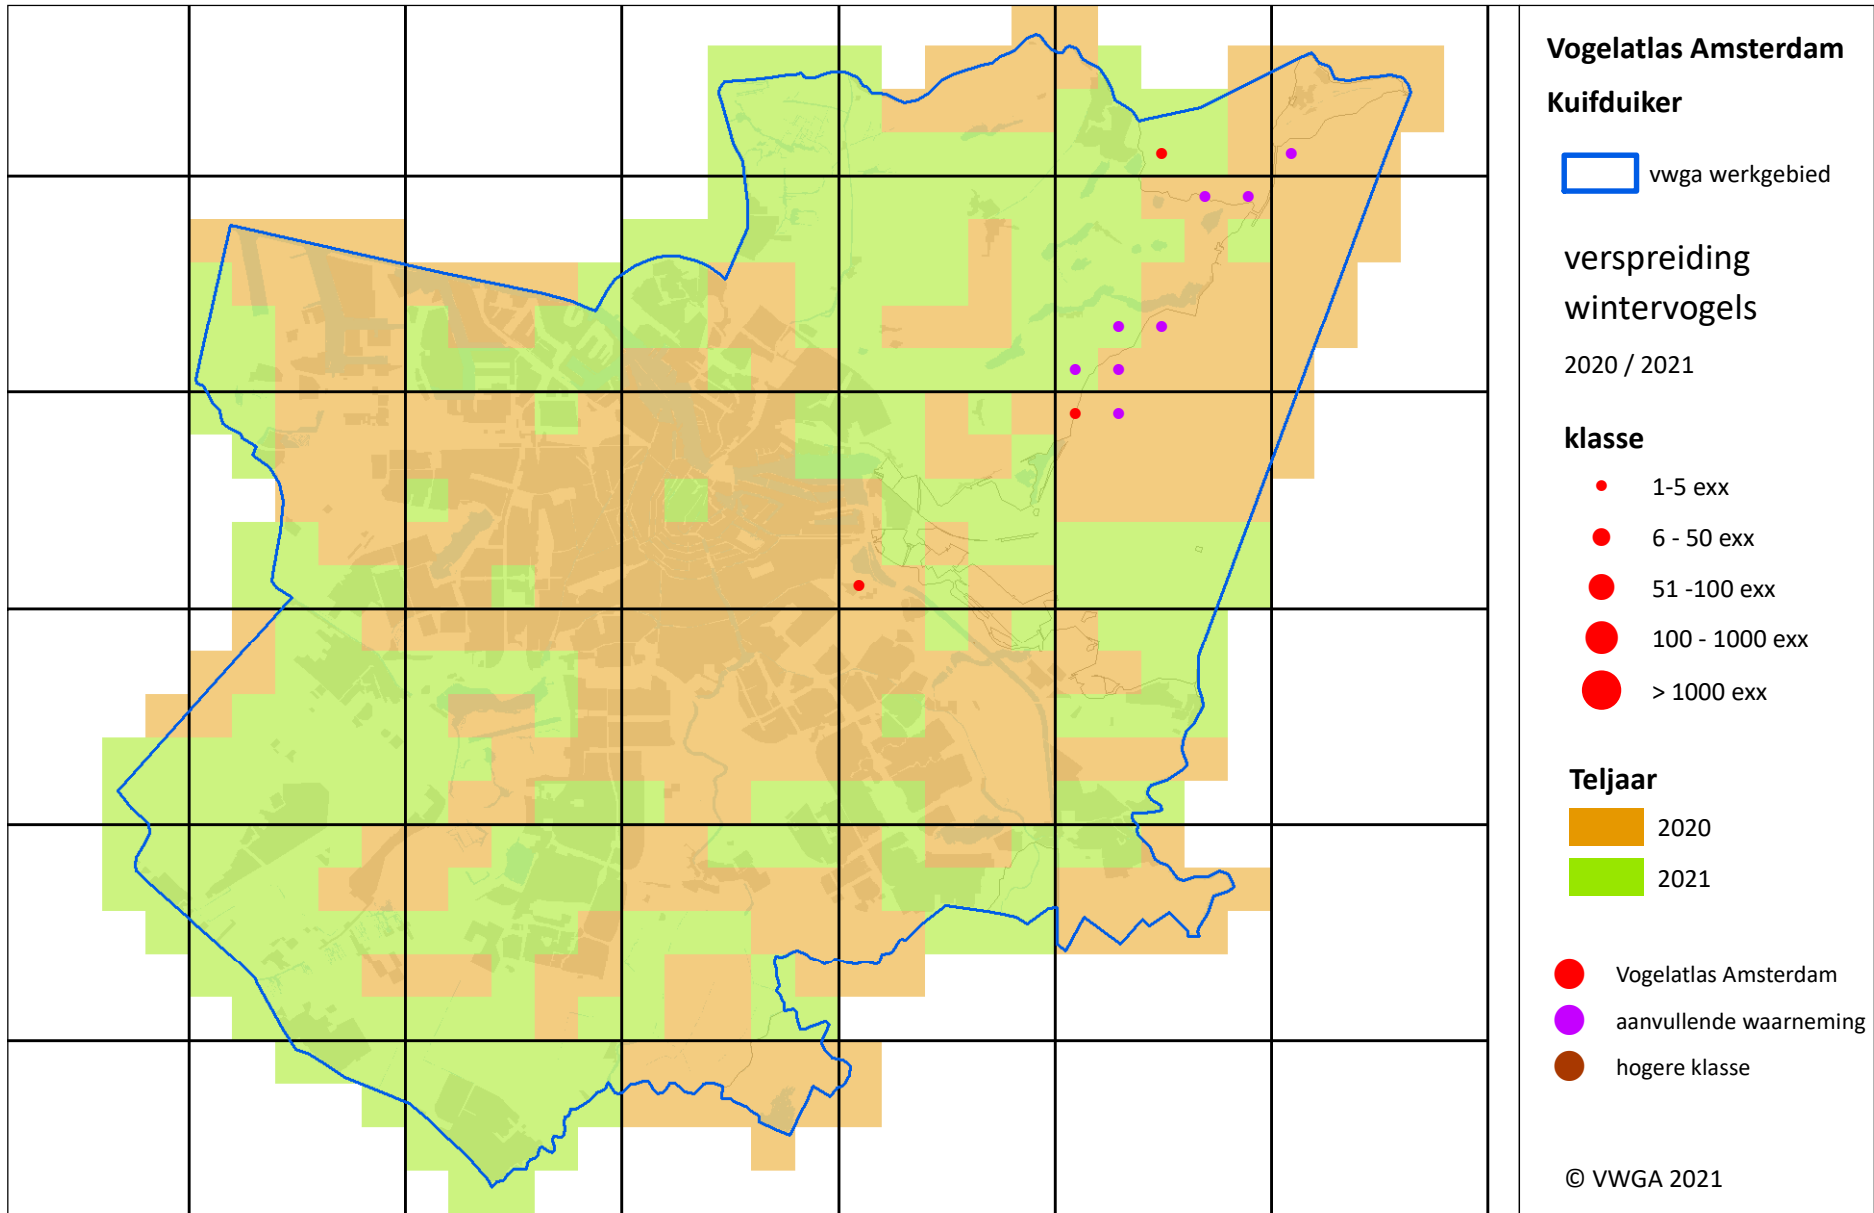 Vogelatlas Amsterdam
Kuifduiker
vwga werkgebied
verspreiding
wintervogels
2020 / 2021
klasse
1-5 exx
6 - 50 exx
51 -100 exx
100 - 1000 exx
> 1000 exx
Teljaar
2020
2021
Vogelatlas Amsterdam
aanvullende waarneming
hogere klasse
© VWGA 2021